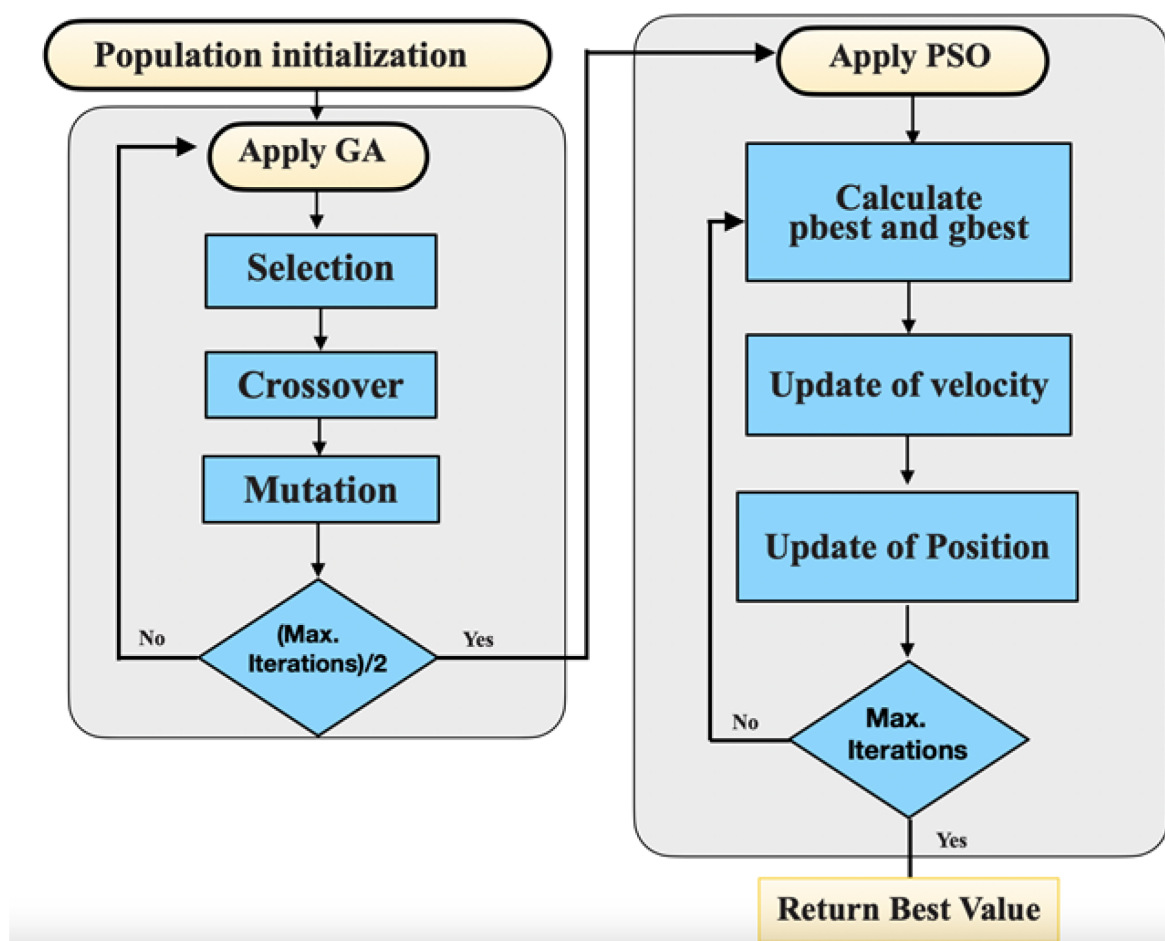 Population initialization
Apply GA
Selection
Crossover
Mutation
(Max.
Iterations)/2
No
Yes
Apply PSO
Calculate
pbest and gbest
Update of velocity
Update of Position
Max.
Iterations
No
Yes
Return Best Value